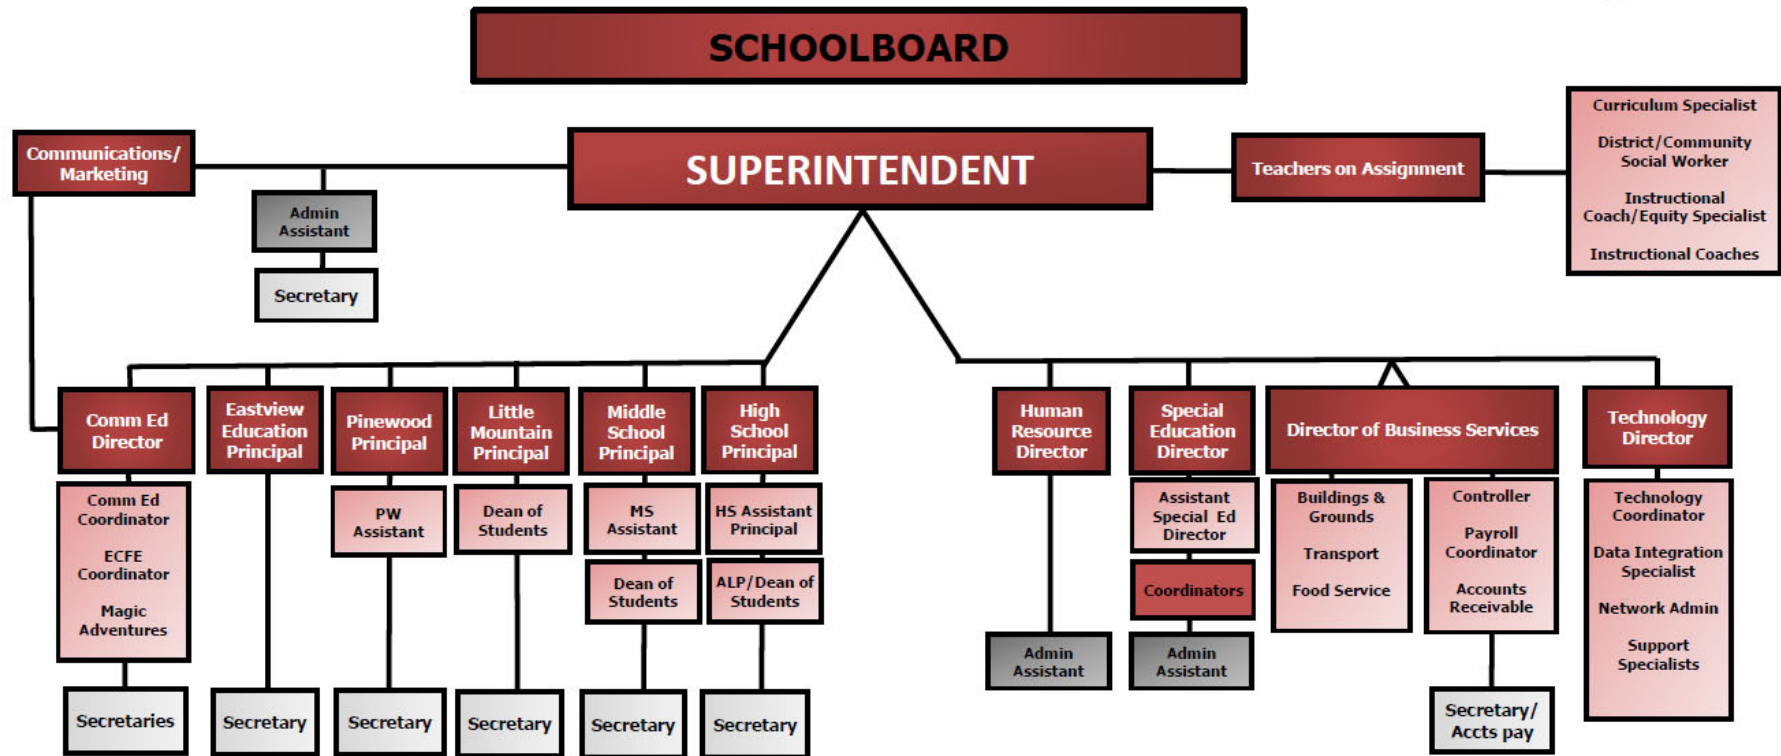 SCHOOLBOARD
Communications/
Marketing
SUPERINTENDENT
Teachers on Assignment
Curriculum Specialist
District/Community
Social Worker
Instructional
Coach/Equity Specialist
Instructional Coaches
Admin
Assistant
Secretary
Comm Ed
Director
Eastview
Education
Principal
Pinewood
Principal
Little
Mountain
Principal
Middle
School
Principal
High
School
Principal
Human
Resource
Director
Special
Education
Director
Director of Business Services
Technology
Director
Comm Ed
Coordinator
ECFE
Coordinator
Magic
Adventures
PW
Assistant
Dean of
Students
MS
Assistant
Dean of
Students
HS Assistant
Principal
ALP/Dean of
Students
Assistant
Special Ed
Director
Coordinators
Buildings &
Grounds
Transport
Food Service
Controller
Payroll
Coordinator
Accounts
Receivable
Technology
Coordinator
Data Integration
Specialist
Network Admin
Support
Specialists
Admin
Assistant
Admin
Assistant
Secretaries
Secretary
Secretary
Secretary
Secretary
Secretary
Secretary/
Accts pay